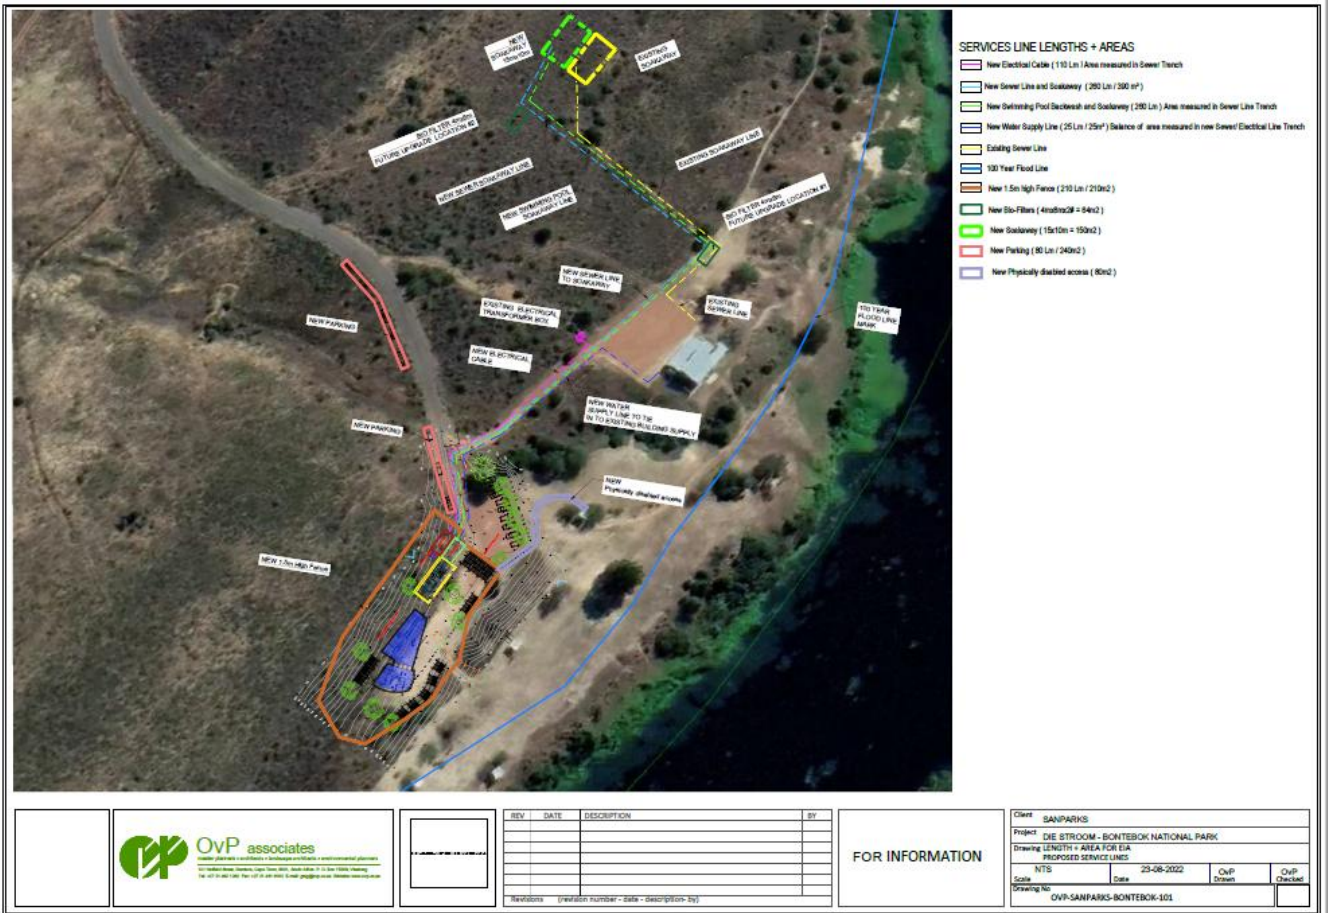 NEW
SOAKAWAY
15mx10m
EXISTING
SOAKAWAY
BIO FILTER 4mx8m
FUTURE UPGRADE LOCATION #2
EXISTING SOAKAWAY LINE
NEW SEWER SOAKAWAY LINE
NEW SWIMMING POOL
SOAKAWAY LINE
BIO FILTER 4mx8m
FUTURE UPGRADE LOCATION #1
NEW SEWER LINE
TO SOAKAWAY
EXISTING ELECTRICAL
TRANSFORMER BOX
EXISTING
SEWER LINE
100 YEAR
FLOOD LINE
MARK
NEW PARKING
NEW ELECTRICAL
CABLE
NEW WATER
SUPPLY LINE TO TIE
IN TO EXISTING BUILDING SUPPLY
NEW PARKING
NEW
Physically disabled access
NEW 1.5m High Fence
SERVICES LINE LENGTHS + AREAS
New Electrical Cable ( 110 Lm ) Area measured in Sewer Trench
New Sewer Line and Soakaway ( 260 Lm / 390 m² )
New Swimming Pool Backwash and Soakaway ( 260 Lm ) Area measured in Sewer Line Trench
New Water Supply Line ( 25 Lm / 25m² ) Balance of area measured in new Sewer/ Electrical Line Trench
Existing Sewer Line
100 Year Flood Line
New 1.5m high Fence ( 210 Lm / 210m2 )
New Bio-Filters ( 4mx8mx2# = 64m2 )
New Soakaway ( 15x10m = 150m2 )
New Parking ( 80 Lm / 240m2 )
New Physically disabled access ( 80m2 )
OvP associates
REV DATE DESCRIPTION BY
Revisions (revision number - date - description- by)
FOR INFORMATION
Client SANPARKS
Project DIE STROOM - BONTEBOK NATIONAL PARK
Drawing LENGTH + AREA FOR EIA
PROPOSED SERVICE LINES
NTS 23-08-2022 OvP OvP
Scale Date Drawn Checked
Drawing No
OVP-SANPARKS-BONTEBOK-101